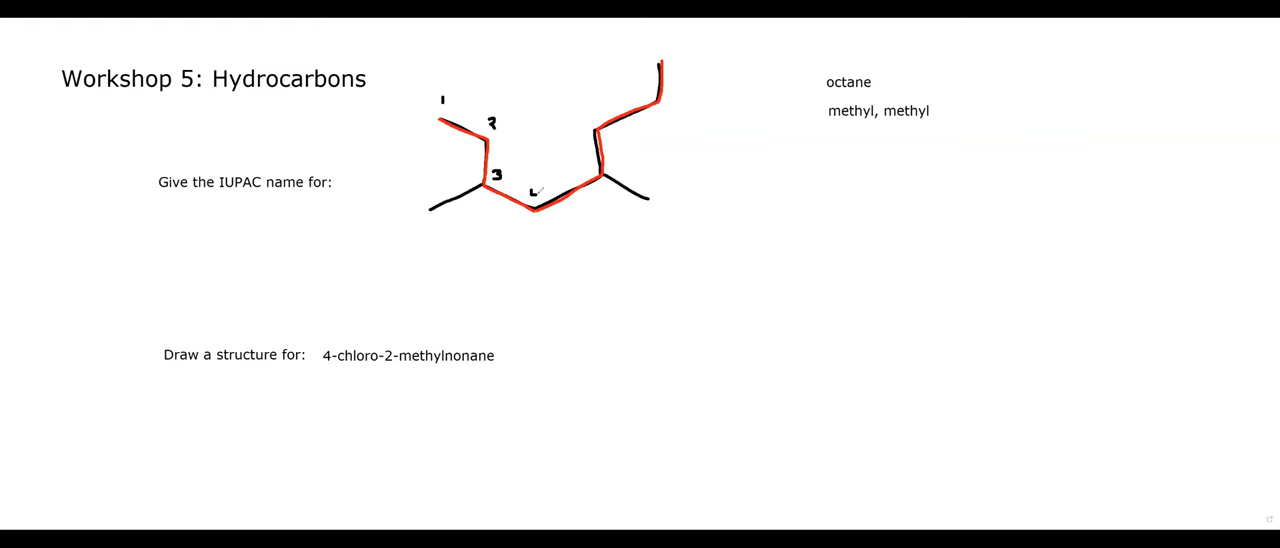 Workshop 5: Hydrocarbons
octane
methyl, methyl
1
2
3
4
Give the IUPAC name for:
Draw a structure for: 4-chloro-2-methylnonane